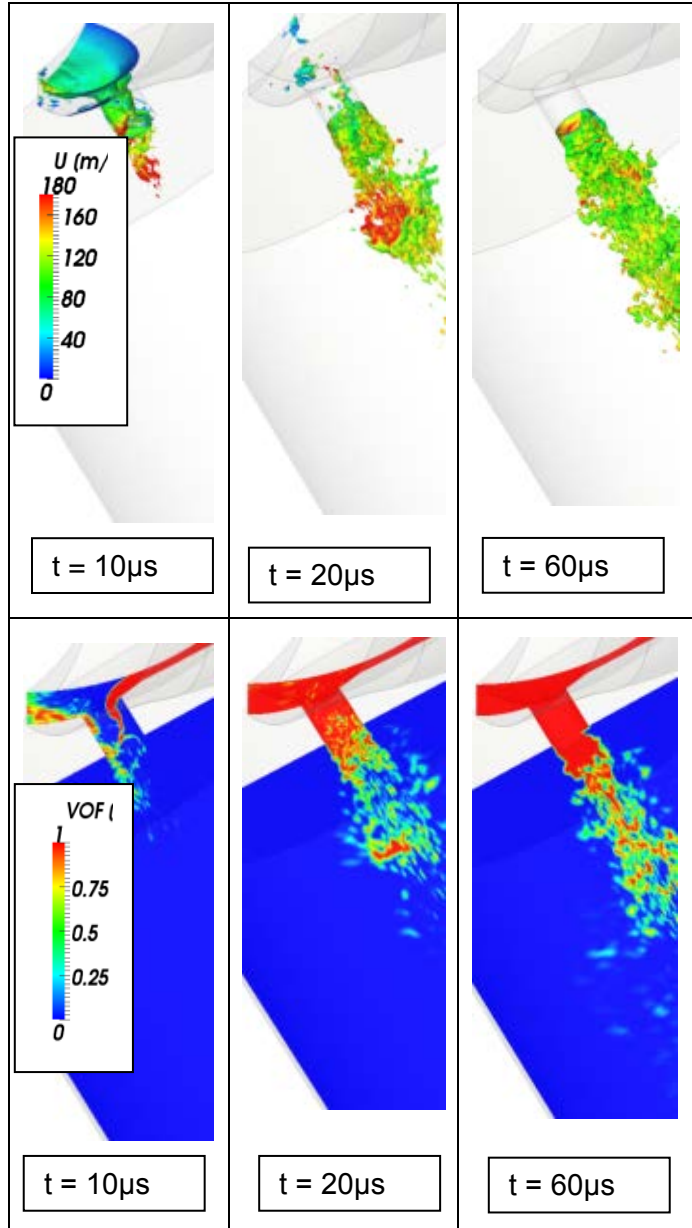 U (m/
180
160
120
80
40
0
t = 10µs
t = 20µs
t = 60µs
VOF (
1
0.75
0.5
0.25
0
t = 10µs
t = 20µs
t = 60µs